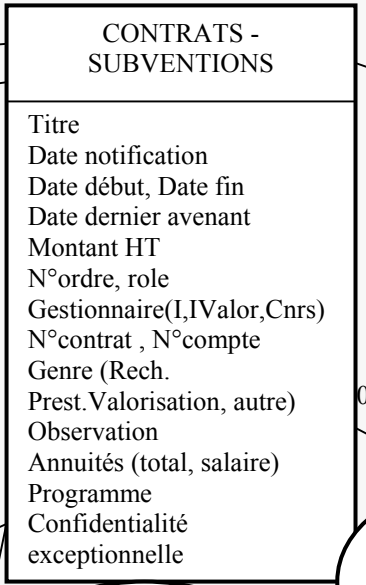 CONTRATS -
SUBVENTIONS
Titre
Date notification
Date début, Date fin
Date dernier avenant
Montant HT
N°ordre, role
Gestionnaire(I,IValor,Cnrs)
N°contrat , N°compte
Genre (Rech.
Prest.Valorisation, autre)
Observation
Annuités (total, salaire)
Programme
Confidentialité
exceptionnelle